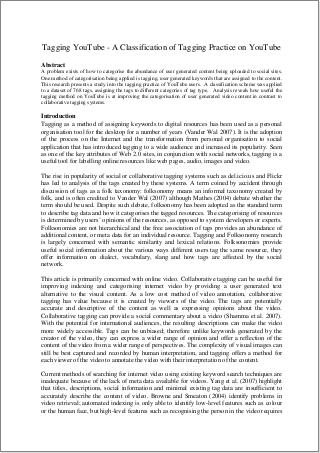 Tagging YouTube - A Classification of Tagging Practice on YouTube
Abstract
A problem exists of how to categorise the abundance of user generated content being uploaded to social sites.
One method of categorisation being applied is tagging, user generated keywords that are assigned to the content.
This research presents a study into the tagging practice of YouTube users. A classification scheme was applied
to a dataset of 768 tags, assigning the tags to different categories of tag type. Analysis reveals how useful the
tagging method on YouTube is at improving the categorisation of user generated video content in contrast to
collaborative tagging systems.
Introduction
Tagging as a method of assigning keywords to digital resources has been used as a personal
organisation tool for the desktop for a number of years (Vander Wal 2007). It is the adoption
of the process on the Internet and the transformation from personal organisation to social
application that has introduced tagging to a wide audience and increased its popularity. Seen
as one of the key attributes of Web 2.0 sites, in conjunction with social networks, tagging is a
useful tool for labelling online resources like web pages, audio, images and video.
The rise in popularity of social or collaborative tagging systems such as delicious and Flickr
has led to analysis of the tags created by these systems. A term coined by accident through
discussion of tags as a folk taxonomy: folksonomy means an informal taxonomy created by
folk, and is often credited to Vander Wal (2007) although Mathes (2004) debate whether the
term should be used. Despite such debate, folksonomy has been adopted as the standard term
to describe tag data and how it categorises the tagged resources. The categorising of resources
is determined by users' opinions of the resources, as opposed to system developers or experts.
Folksonomies are not hierarchical and the free association of tags provides an abundance of
additional content, or meta data for an individual resource. Tagging and Folksonomy research
is largely concerned with semantic similarity and lexical relations. Folksonomies provide
useful social information about the various ways different users tag the same resource, they
offer information on dialect, vocabulary, slang and how tags are affected by the social
network.
This article is primarily concerned with online video. Collaborative tagging can be useful for
improving indexing and categorising internet video by providing a user generated text
alternative to the visual content. As a low cost method of video annotation, collaborative
tagging has value because it is created by viewers of the video. The tags are potentially
accurate and descriptive of the content as well as expressing opinions about the video.
Collaborative tagging can provide a social commentary about a video (Shamma et al. 2007).
With the potential for international audiences, the resulting descriptions can make the video
more widely accessible. Tags can be unbiased, therefore unlike keywords generated by the
creator of the video, they can express a wider range of opinion and offer a reflection of the
content of the video from a wider range of perspectives. The complexity of visual images can
still be best captured and recorded by human interpretation, and tagging offers a method for
each viewer of the video to annotate the video with their interpretation of the content.
Current methods of searching for internet video using existing keyword search techniques are
inadequate because of the lack of meta data available for videos. Yang et al. (2007) highlight
that titles, descriptions, social information and minimal existing tag data are insufficient to
accurately describe the content of video. Browne and Smeaton (2004) identify problems in
video retrieval; automated indexing is only able to identify low-level features such as colour
or the human face, but high-level features such as recognising the person in the video requires